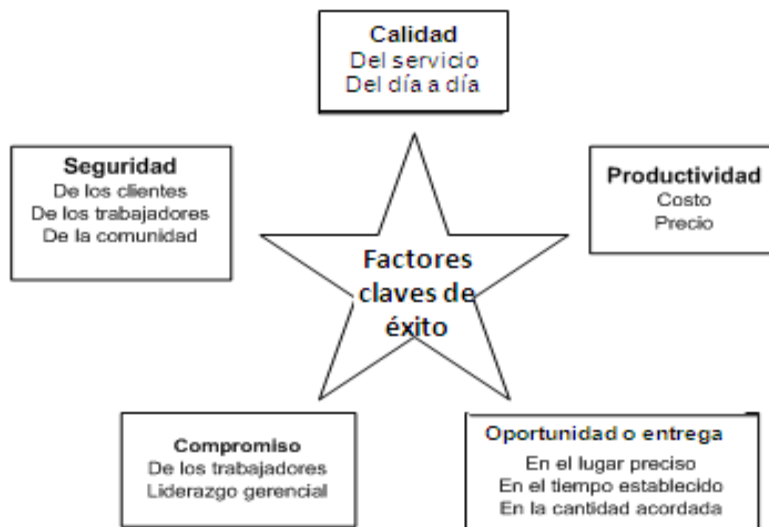 Calidad
Del servicio
Del día a día
Seguridad
De los clientes
De los trabajadores
De la comunidad
Productividad
Costo
Precio
Factores
claves de
éxito
Compromiso
De los trabajadores
Liderazgo gerencial
Oportunidad o entrega
En el lugar preciso
En el tiempo establecido
En la cantidad acordada